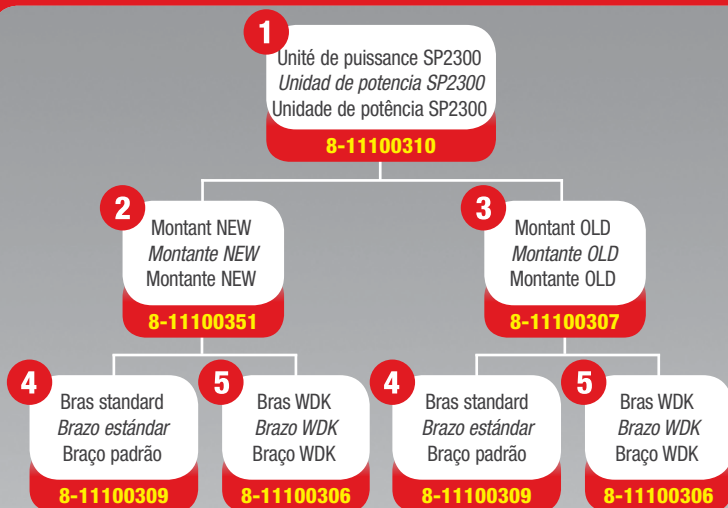 1
Unité de puissance SP2300
Unidad de potencia SP2300
Unidade de potência SP2300
8-11100310
2
Montant NEW
Montante NEW
Montante NEW
8-11100351
3
Montant OLD
Montante OLD
Montante OLD
8-11100307
4
Bras standard
Brazo estándar
Braço padrão
8-11100309
5
Bras WDK
Brazo WDK
Braço WDK
8-11100306
4
Bras standard
Brazo estándar
Braço padrão
8-11100309
5
Bras WDK
Brazo WDK
Braço WDK
8-11100306